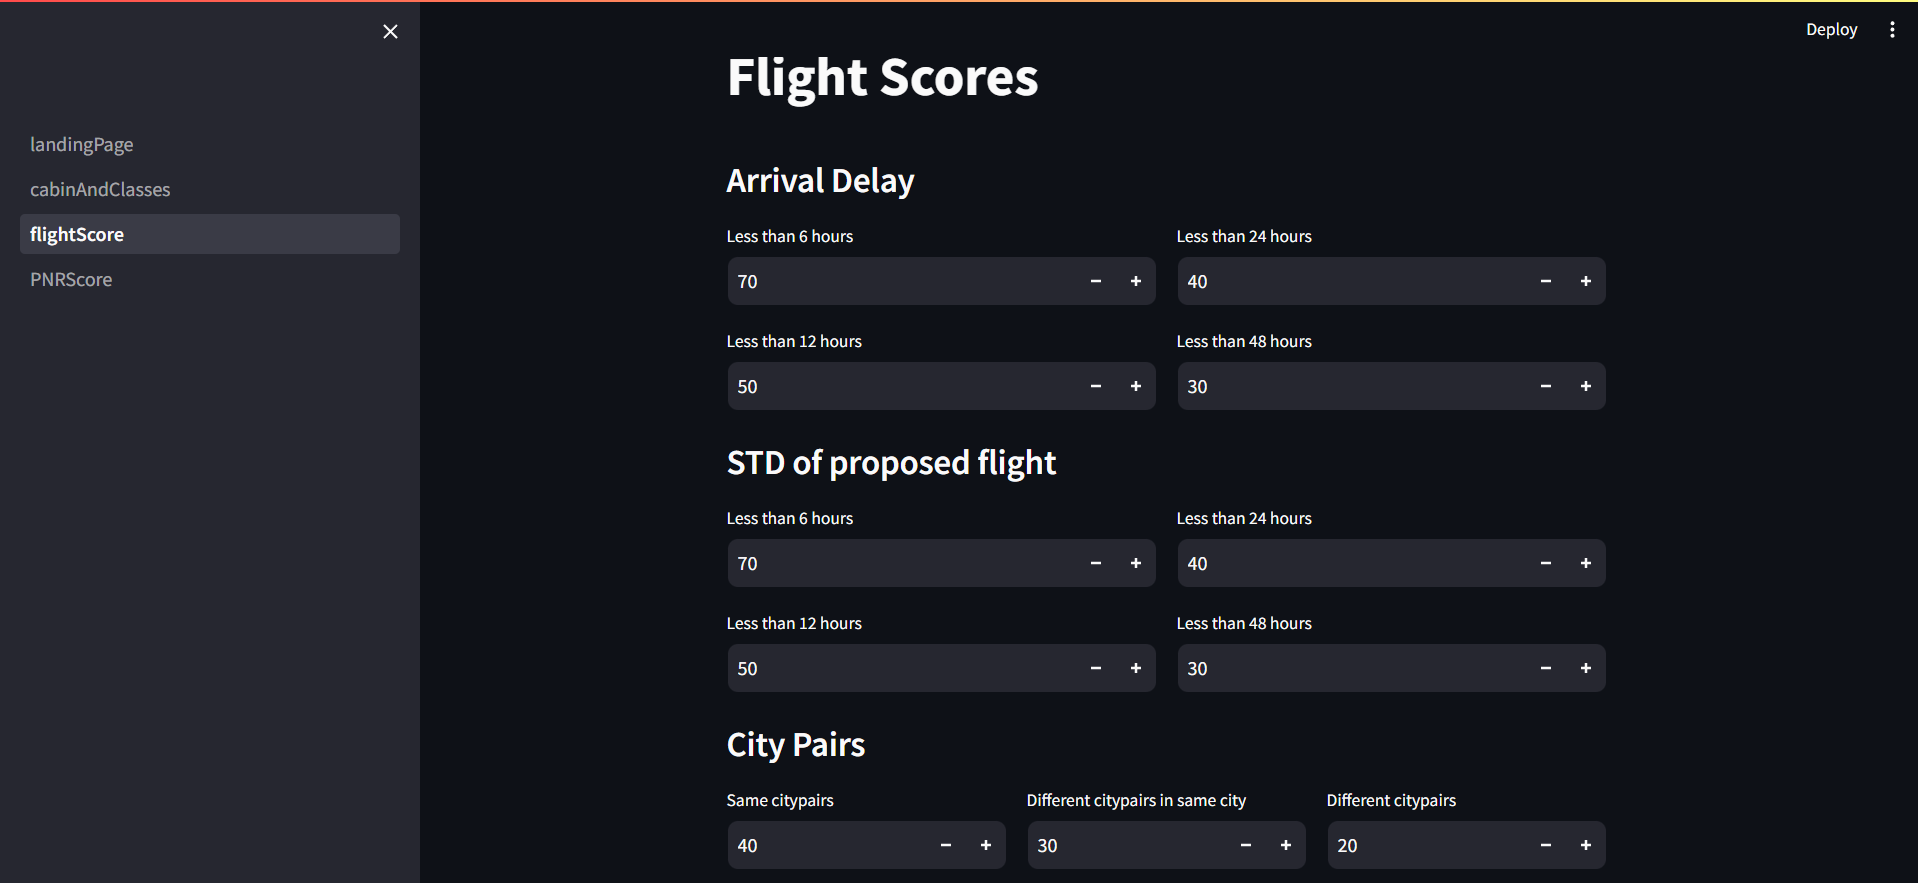 Deploy
landingPage
cabinAndClasses
flightScore
PNRScore
Flight Scores
Arrival Delay
Less than 6 hours
70
Less than 24 hours
40
Less than 12 hours
50
Less than 48 hours
30
STD of proposed flight
Less than 6 hours
70
Less than 24 hours
40
Less than 12 hours
50
Less than 48 hours
30
City Pairs
Same citypairs
40
Different citypairs in same city
30
Different citypairs
20